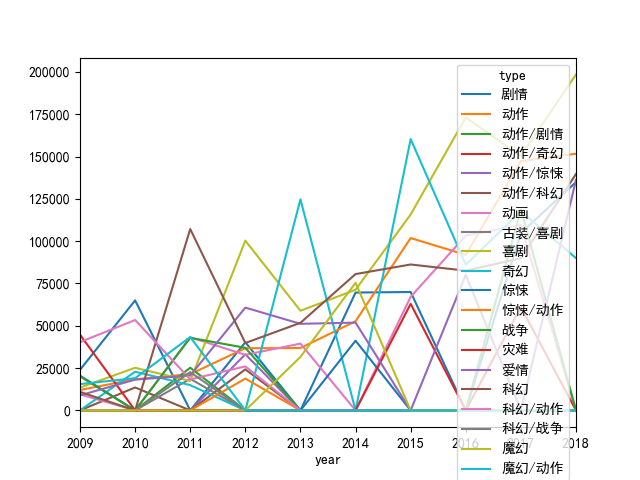 200000
175000
150000
125000
100000
75000
50000
25000
0
2009 2010 2011 2012 2013 2014 2015 2016 2017 2018
year
type
剧情
动作
动作/剧情
动作/奇幻
动作/惊悚
动作/科幻
动画
古装/喜剧
喜剧
奇幻
惊悚
惊悚/动作
战争
灾难
爱情
科幻
科幻/动作
科幻/战争
魔幻
魔幻/动作